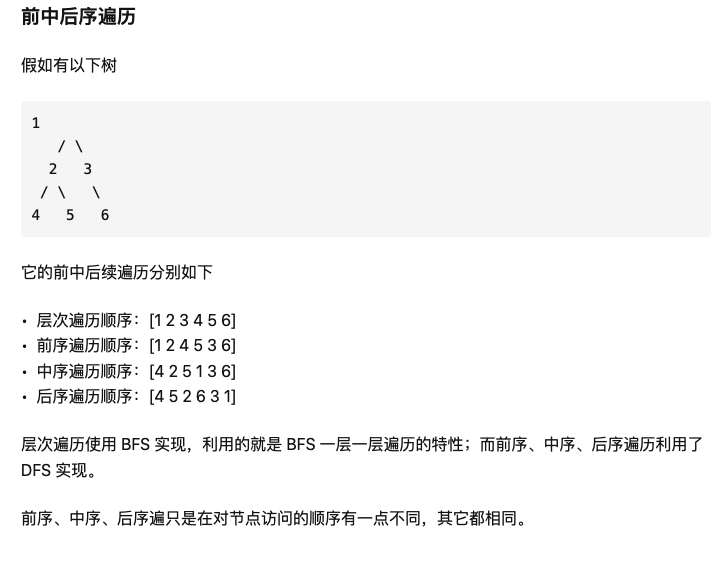 前中后序遍历
假如有以下树
1
/ \
2 3
/ \ \
4 5 6
它的前中后续遍历分别如下
• 层次遍历顺序：[1 2 3 4 5 6]
• 前序遍历顺序：[1 2 4 5 3 6]
• 中序遍历顺序：[4 2 5 1 3 6]
• 后序遍历顺序：[4 5 2 6 3 1]
层次遍历使用 BFS 实现，利用的就是 BFS 一层一层遍历的特性；而前序、中序、后序遍历利用了
DFS 实现。
前序、中序、后序遍只是在对节点访问的顺序有一点不同，其它都相同。